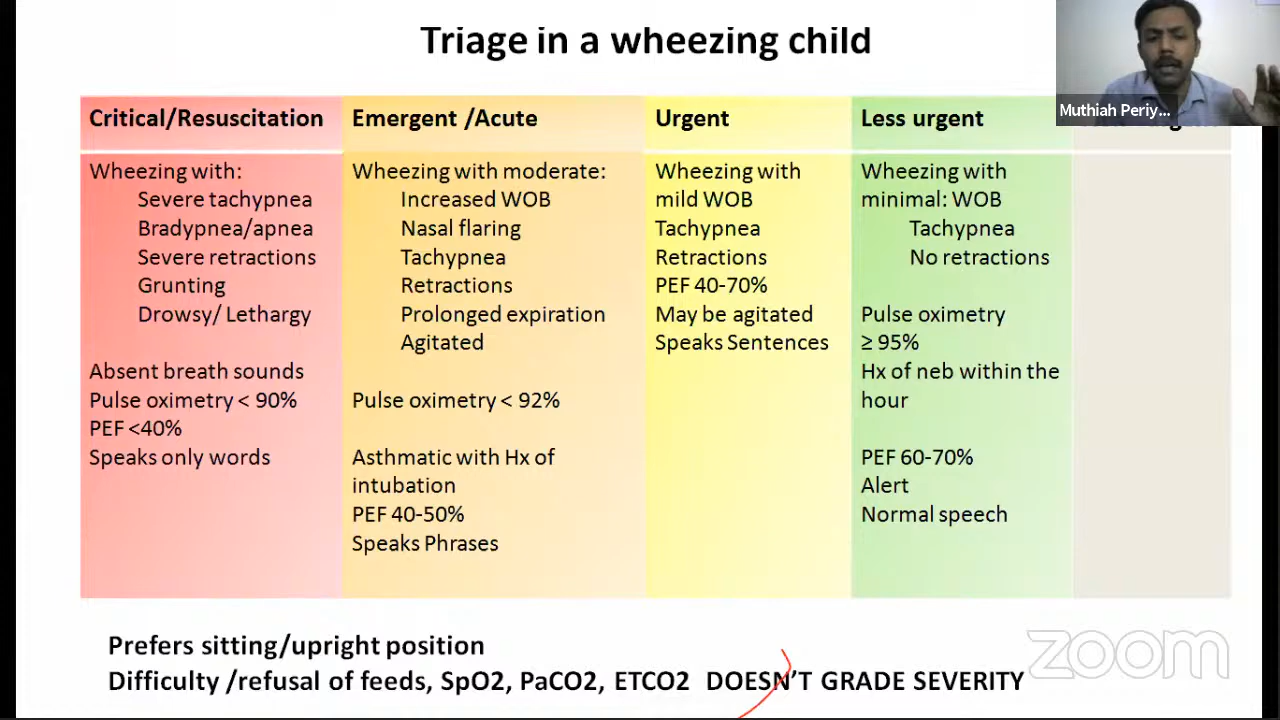 Triage in a wheezing child
Muthiah Periy...
Critical/Resuscitation
Wheezing with:
Severe tachypnea
Bradypnea/apnea
Severe retractions
Grunting
Drowsy/ Lethargy
Absent breath sounds
Pulse oximetry < 90%
PEF <40%
Speaks only words
Emergent /Acute
Wheezing with moderate:
Increased WOB
Nasal flaring
Tachypnea
Retractions
Prolonged expiration
Agitated
Pulse oximetry < 92%
Asthmatic with Hx of
intubation
PEF 40-50%
Speaks Phrases
Urgent
Wheezing with
mild WOB
Tachypnea
Retractions
PEF 40-70%
May be agitated
Speaks Sentences
Less urgent
Wheezing with
minimal: WOB
Tachypnea
No retractions
Pulse oximetry
≥ 95%
Hx of neb within the
hour
PEF 60-70%
Alert
Normal speech
Prefers sitting/upright position
Difficulty /refusal of feeds, SpO2, PaCO2, ETCO2 DOESN'T GRADE SEVERITY
zoom